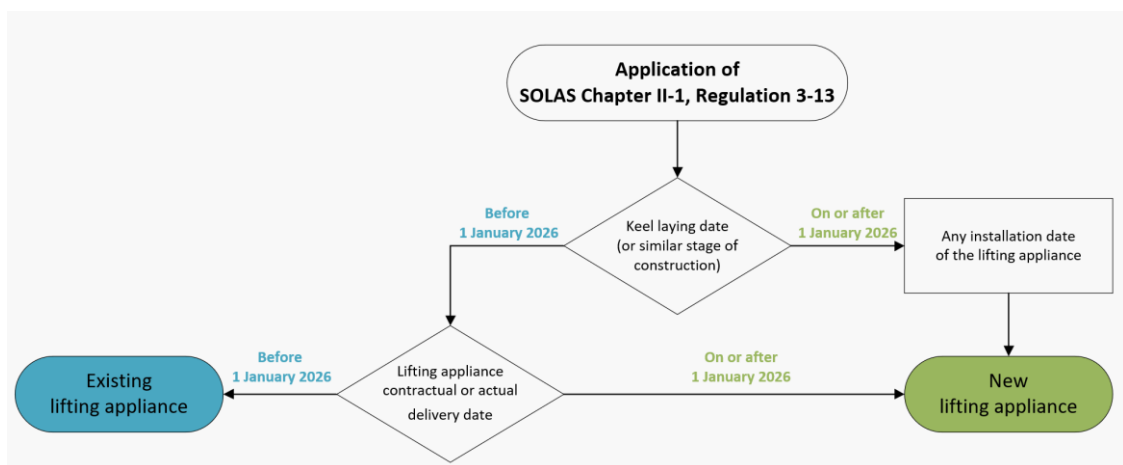 Application of
SOLAS Chapter II-1, Regulation 3-13
Before
1 January 2026
Keel laying date
(or similar stage of
construction)
On or after
1 January 2026
Any installation date
of the lifting appliance
Before
1 January 2026
Lifting appliance
contractual or actual
delivery date
On or after
1 January 2026
Existing
lifting appliance
New
lifting appliance